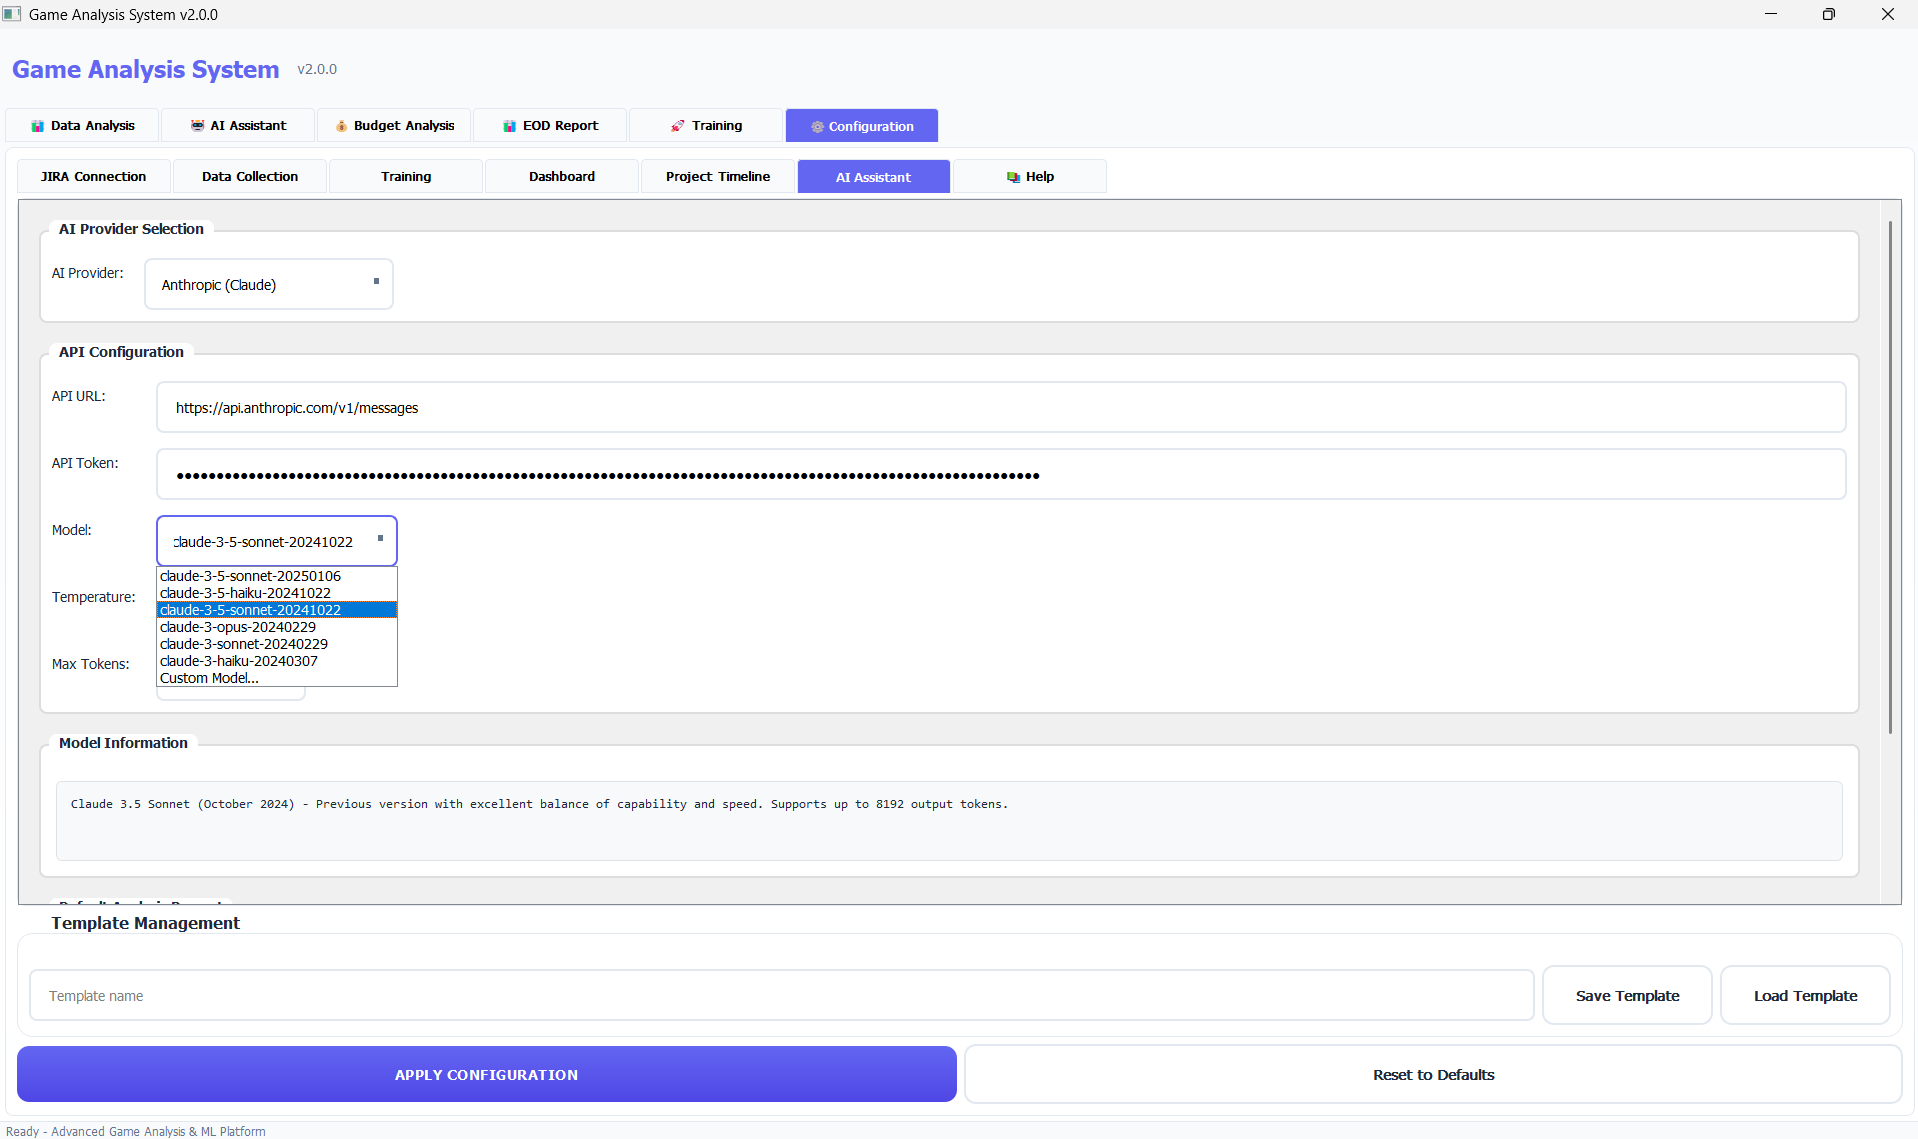 Game Analysis System v2.0.0
Game Analysis System v2.0.0
Data Analysis AI Assistant Budget Analysis EOD Report Training Configuration
JIRA Connection Data Collection Training Dashboard Project Timeline AI Assistant Help
AI Provider Selection
AI Provider: Anthropic (Claude)
API Configuration
API URL: https://api.anthropic.com/v1/messages
API Token:
Model: claude-3-5-sonnet-20241022
claude-3-5-sonnet-20250106
claude-3-5-haiku-20241022
Temperature:
claude-3-5-sonnet-20241022
claude-3-opus-20240229
claude-3-sonnet-20240229
Max Tokens:
claude-3-haiku-20240307
Custom Model...
Model Information
Claude 3.5 Sonnet (October 2024) - Previous version with excellent balance of capability and speed. Supports up to 8192 output tokens.
Template Management
Template name Save Template Load Template
APPLY CONFIGURATION Reset to Defaults
Ready - Advanced Game Analysis & ML Platform